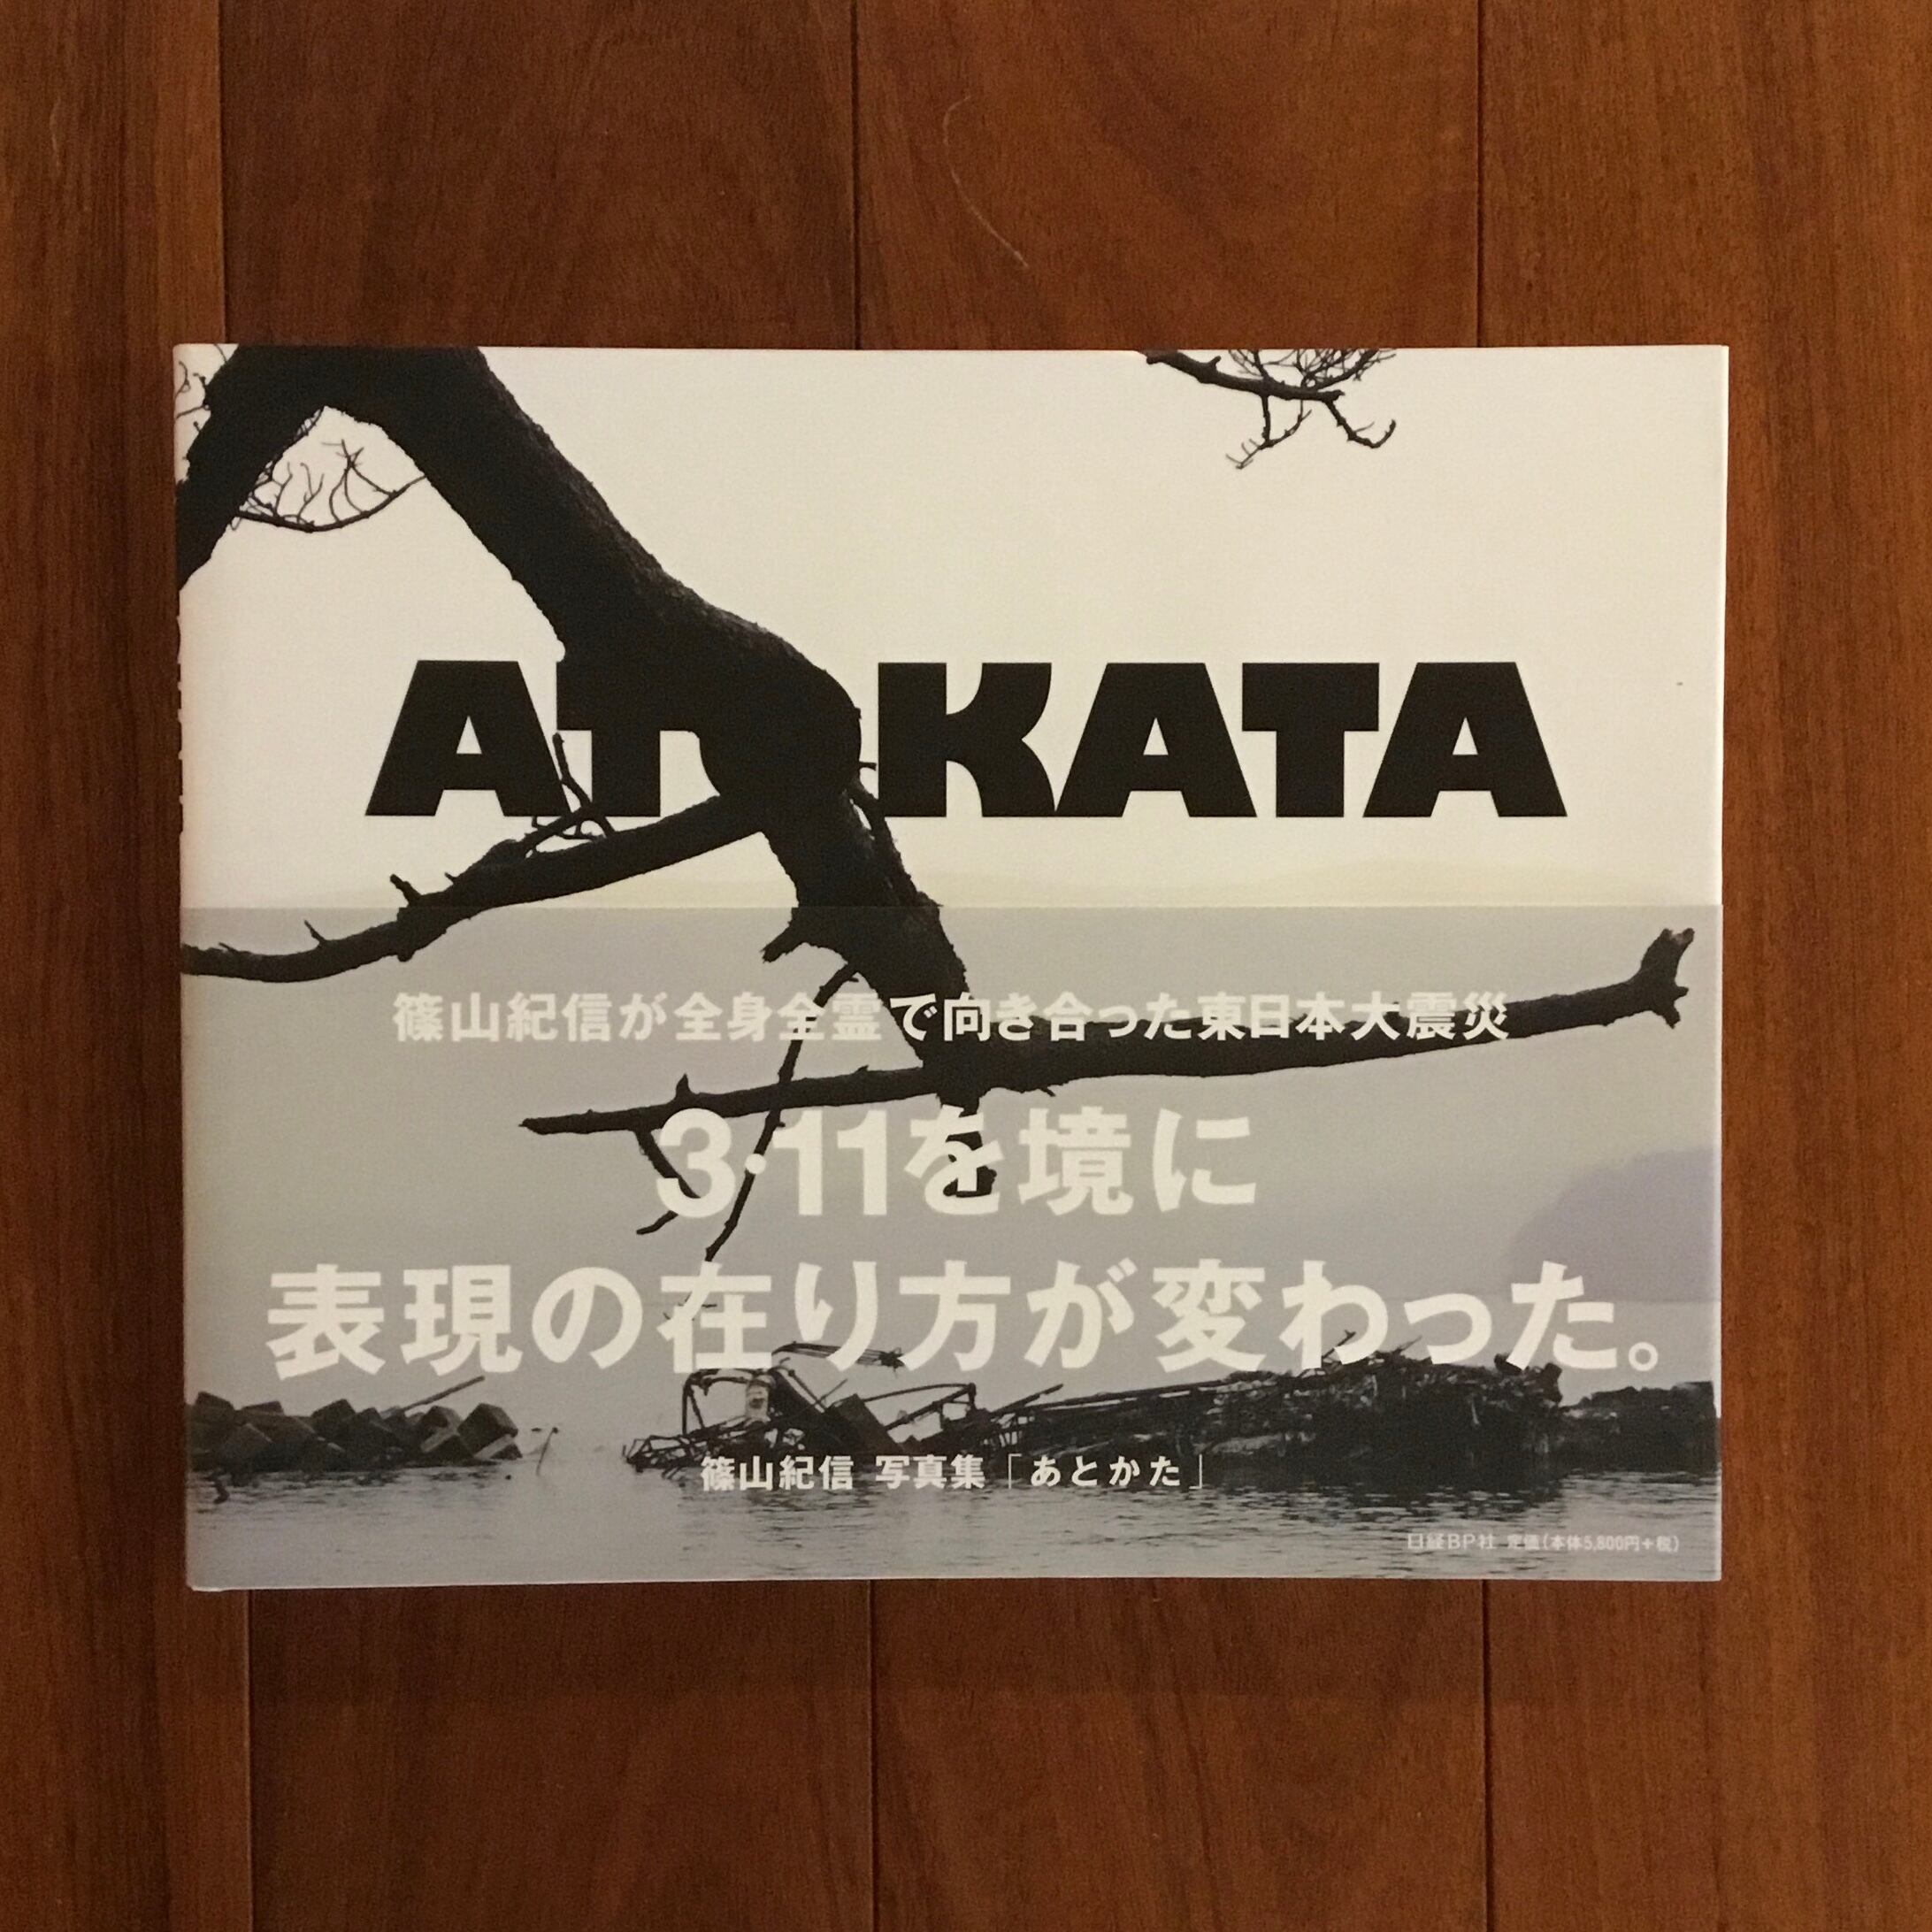 ATOKATA
篠山紀信が全身全霊で向き合った東日本大震災
3·11を境に
表現の在り方が変わった。
篠山紀信 写真集「あとかた」
日経BP社 定価(本体5,800円+税)